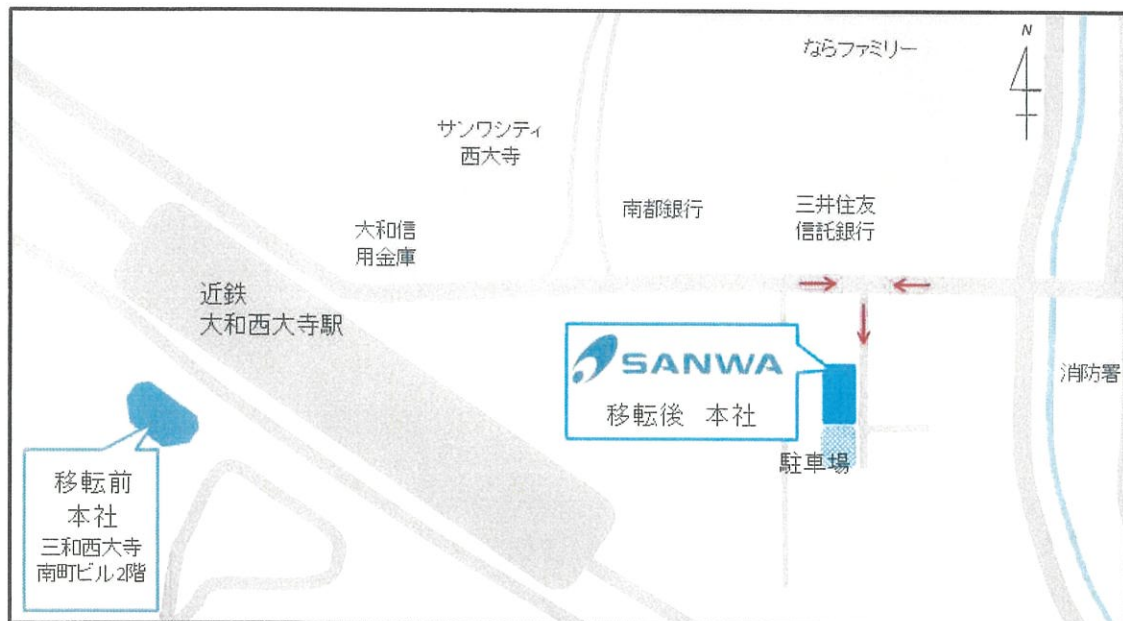 ならファミリー
N
サンワシティ
西大寺
南都銀行
三井住友
信託銀行
大和信
用金庫
近鉄
大和西大寺駅
SANWA
移転後 本社
消防署
駐車場
移転前
本社
三和西大寺
南町ビル2階